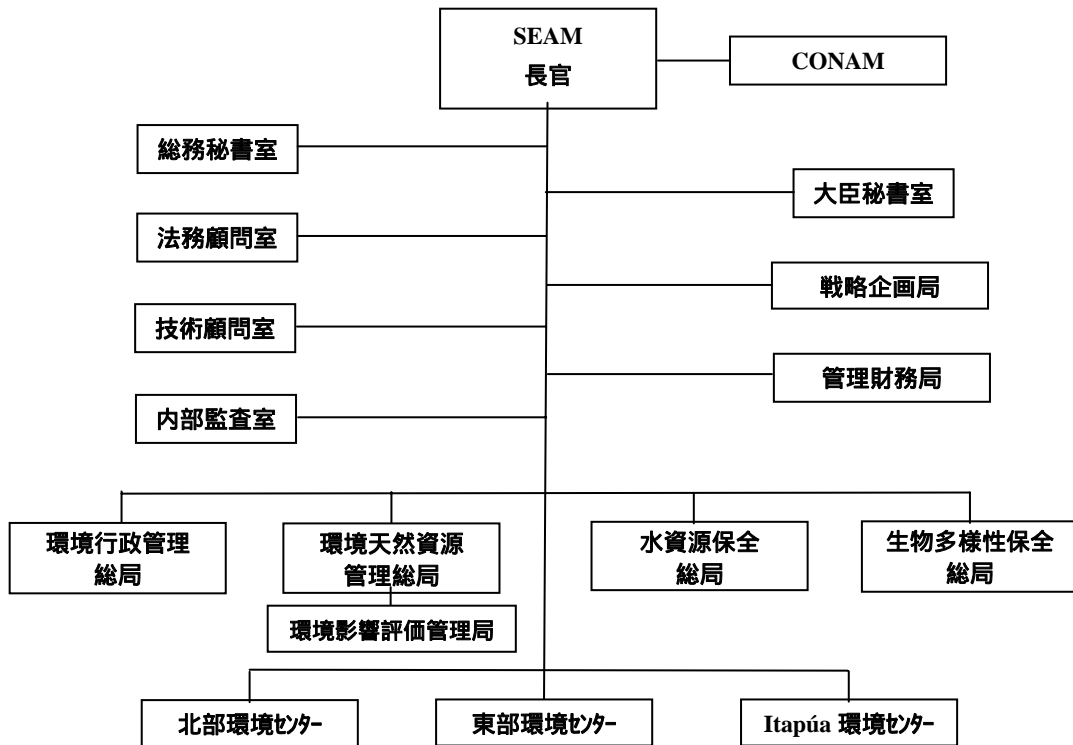 SEAM
長官
CONAM
総務秘書室
大臣秘書室
法務顧問室
戦略企画局
技術顧問室
管理財務局
内部監査室
環境行政管理
総局
環境天然資源
管理総局
水資源保全
総局
生物多様性保全
総局
環境影響評価管理局
北部環境ｾﾝﾀｰ
東部環境ｾﾝﾀｰ
Itapúa 環境ｾﾝﾀｰ